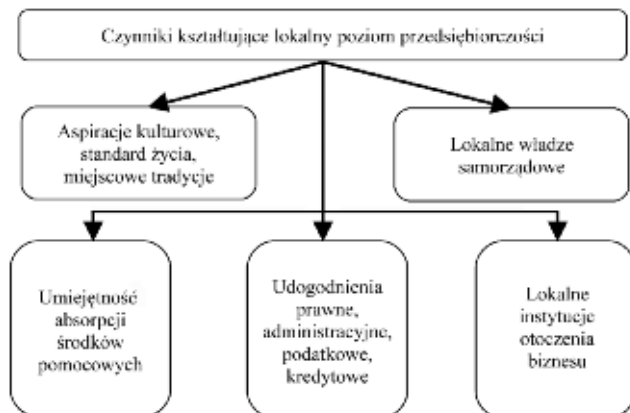 Czynniki kształtujące lokalny poziom przedsiębiorczości
Aspiracje kulturowe,
standard życia,
miejscowe tradycje
Lokalne władze
samorządowe
Umiejętność
absorpcji
środków
pomocowych
Udogodnienia
prawne,
administracyjne,
podatkowe,
kredytowe
Lokalne
instytucje
otoczenia
biznesu